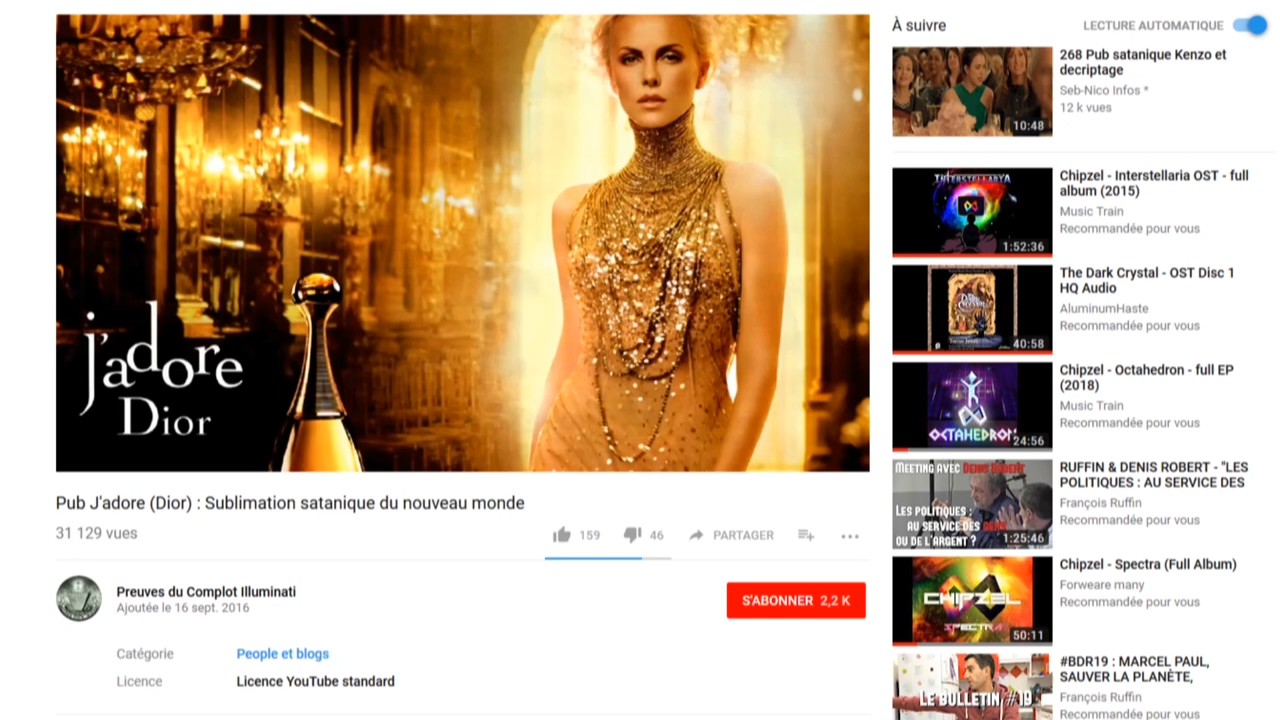 j'adore
Dior
Pub J'adore (Dior) : Sublimation satanique du nouveau monde
31 129 vues
159
46
PARTAGER
Preuves du Complot Illuminati
Ajoutée le 16 sept. 2016
S'ABONNER 2,2 K
Catégorie
People et blogs
Licence
Licence YouTube standard
À suivre
LECTURE AUTOMATIQUE
10:48
268 Pub satanique Kenzo et
decriptage
Seb-Nico Infos *
12 k vues
INTERSTELLARIA
1:52:36
Chipzel - Interstellaria OST - full
album (2015)
Music Train
Recommandée pour vous
40:58
The Dark Crystal - OST Disc 1
HQ Audio
AluminumHaste
Recommandée pour vous
OCTAHEDRON
24:56
Chipzel - Octahedron - full EP
(2018)
Music Train
Recommandée pour vous
MEETING AVEC DENIS ROBERT
LES POLITIQUES :
AU SERVICE DES GENS
OU DE L'ARGENT ?
1:25:46
RUFFIN & DENIS ROBERT - "LES
POLITIQUES : AU SERVICE DES
François Ruffin
Recommandée pour vous
CHIPZEL
SPECTRA
50:11
Chipzel - Spectra (Full Album)
Forweare many
Recommandée pour vous
LE BULLETIN #19
#BDR19 : MARCEL PAUL,
SAUVER LA PLANÈTE,
François Ruffin
Recommandée pour vous